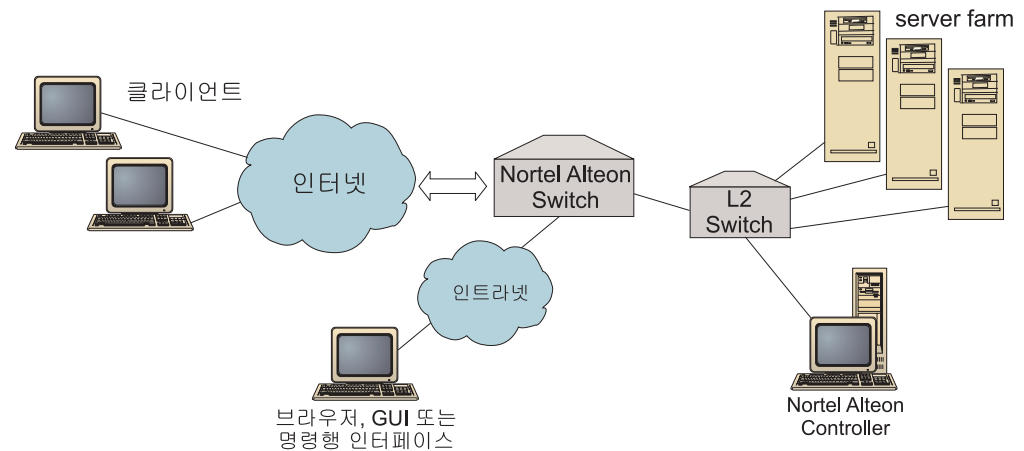 server farm
클라이언트
인터넷
Nortel Alteon
Switch
L2
Switch
인트라넷
브라우저, GUI 또는
명령행 인터페이스
Nortel Alteon
Controller